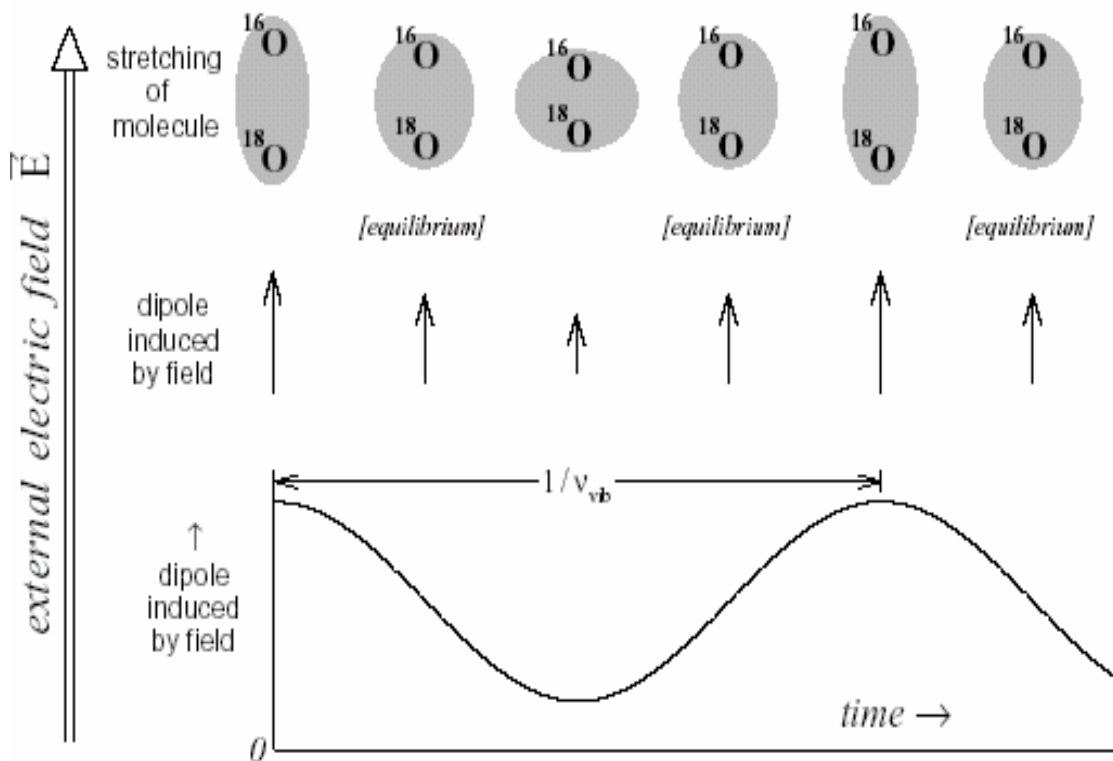 external electric field E
stretching
of
molecule
16O 16O 16O 16O 16O 16O
18O 18O 18O 18O 18O 18O
[equilibrium] [equilibrium] [equilibrium]
dipole
induced
by field
1/νvib
↑
dipole
induced
by field
time →
0